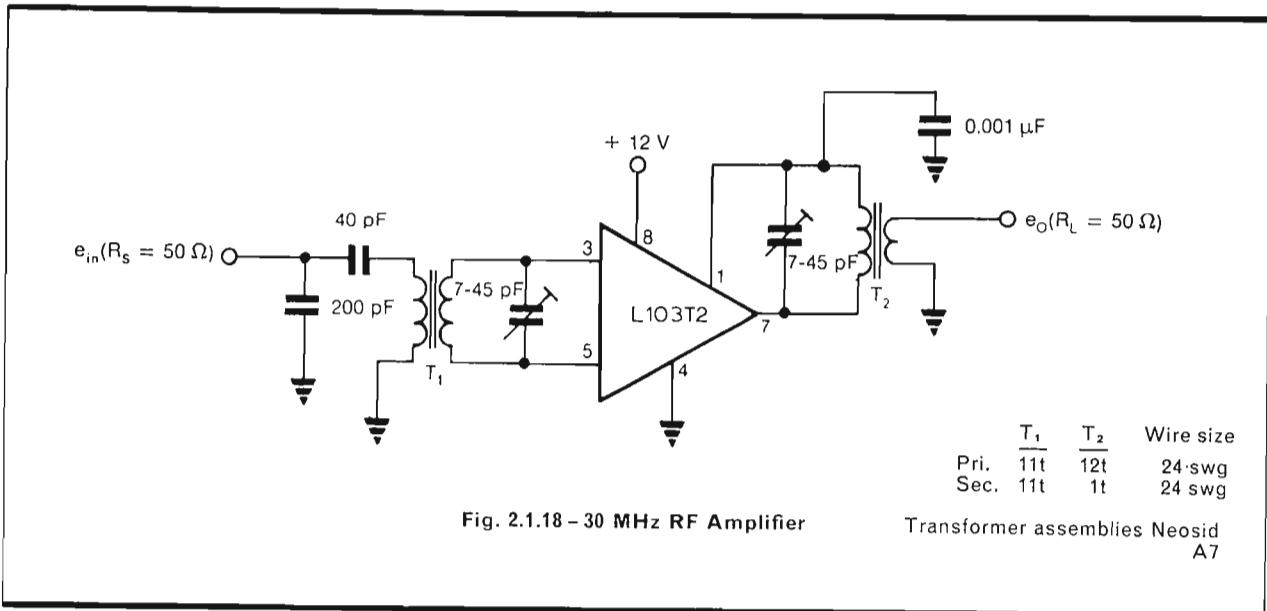 0.001 µF
+ 12 V
40 pF
e_in(R_S = 50 Ω)
200 pF
T_1
7-45 pF
3
5
8
L103T2
4
1
7
7-45 pF
T_2
e_O(R_L = 50 Ω)
T_1 T_2 Wire size
Pri. 11t 12t 24·swg
Sec. 11t 1t 24 swg
Fig. 2.1.18 – 30 MHz RF Amplifier
Transformer assemblies Neosid
A7